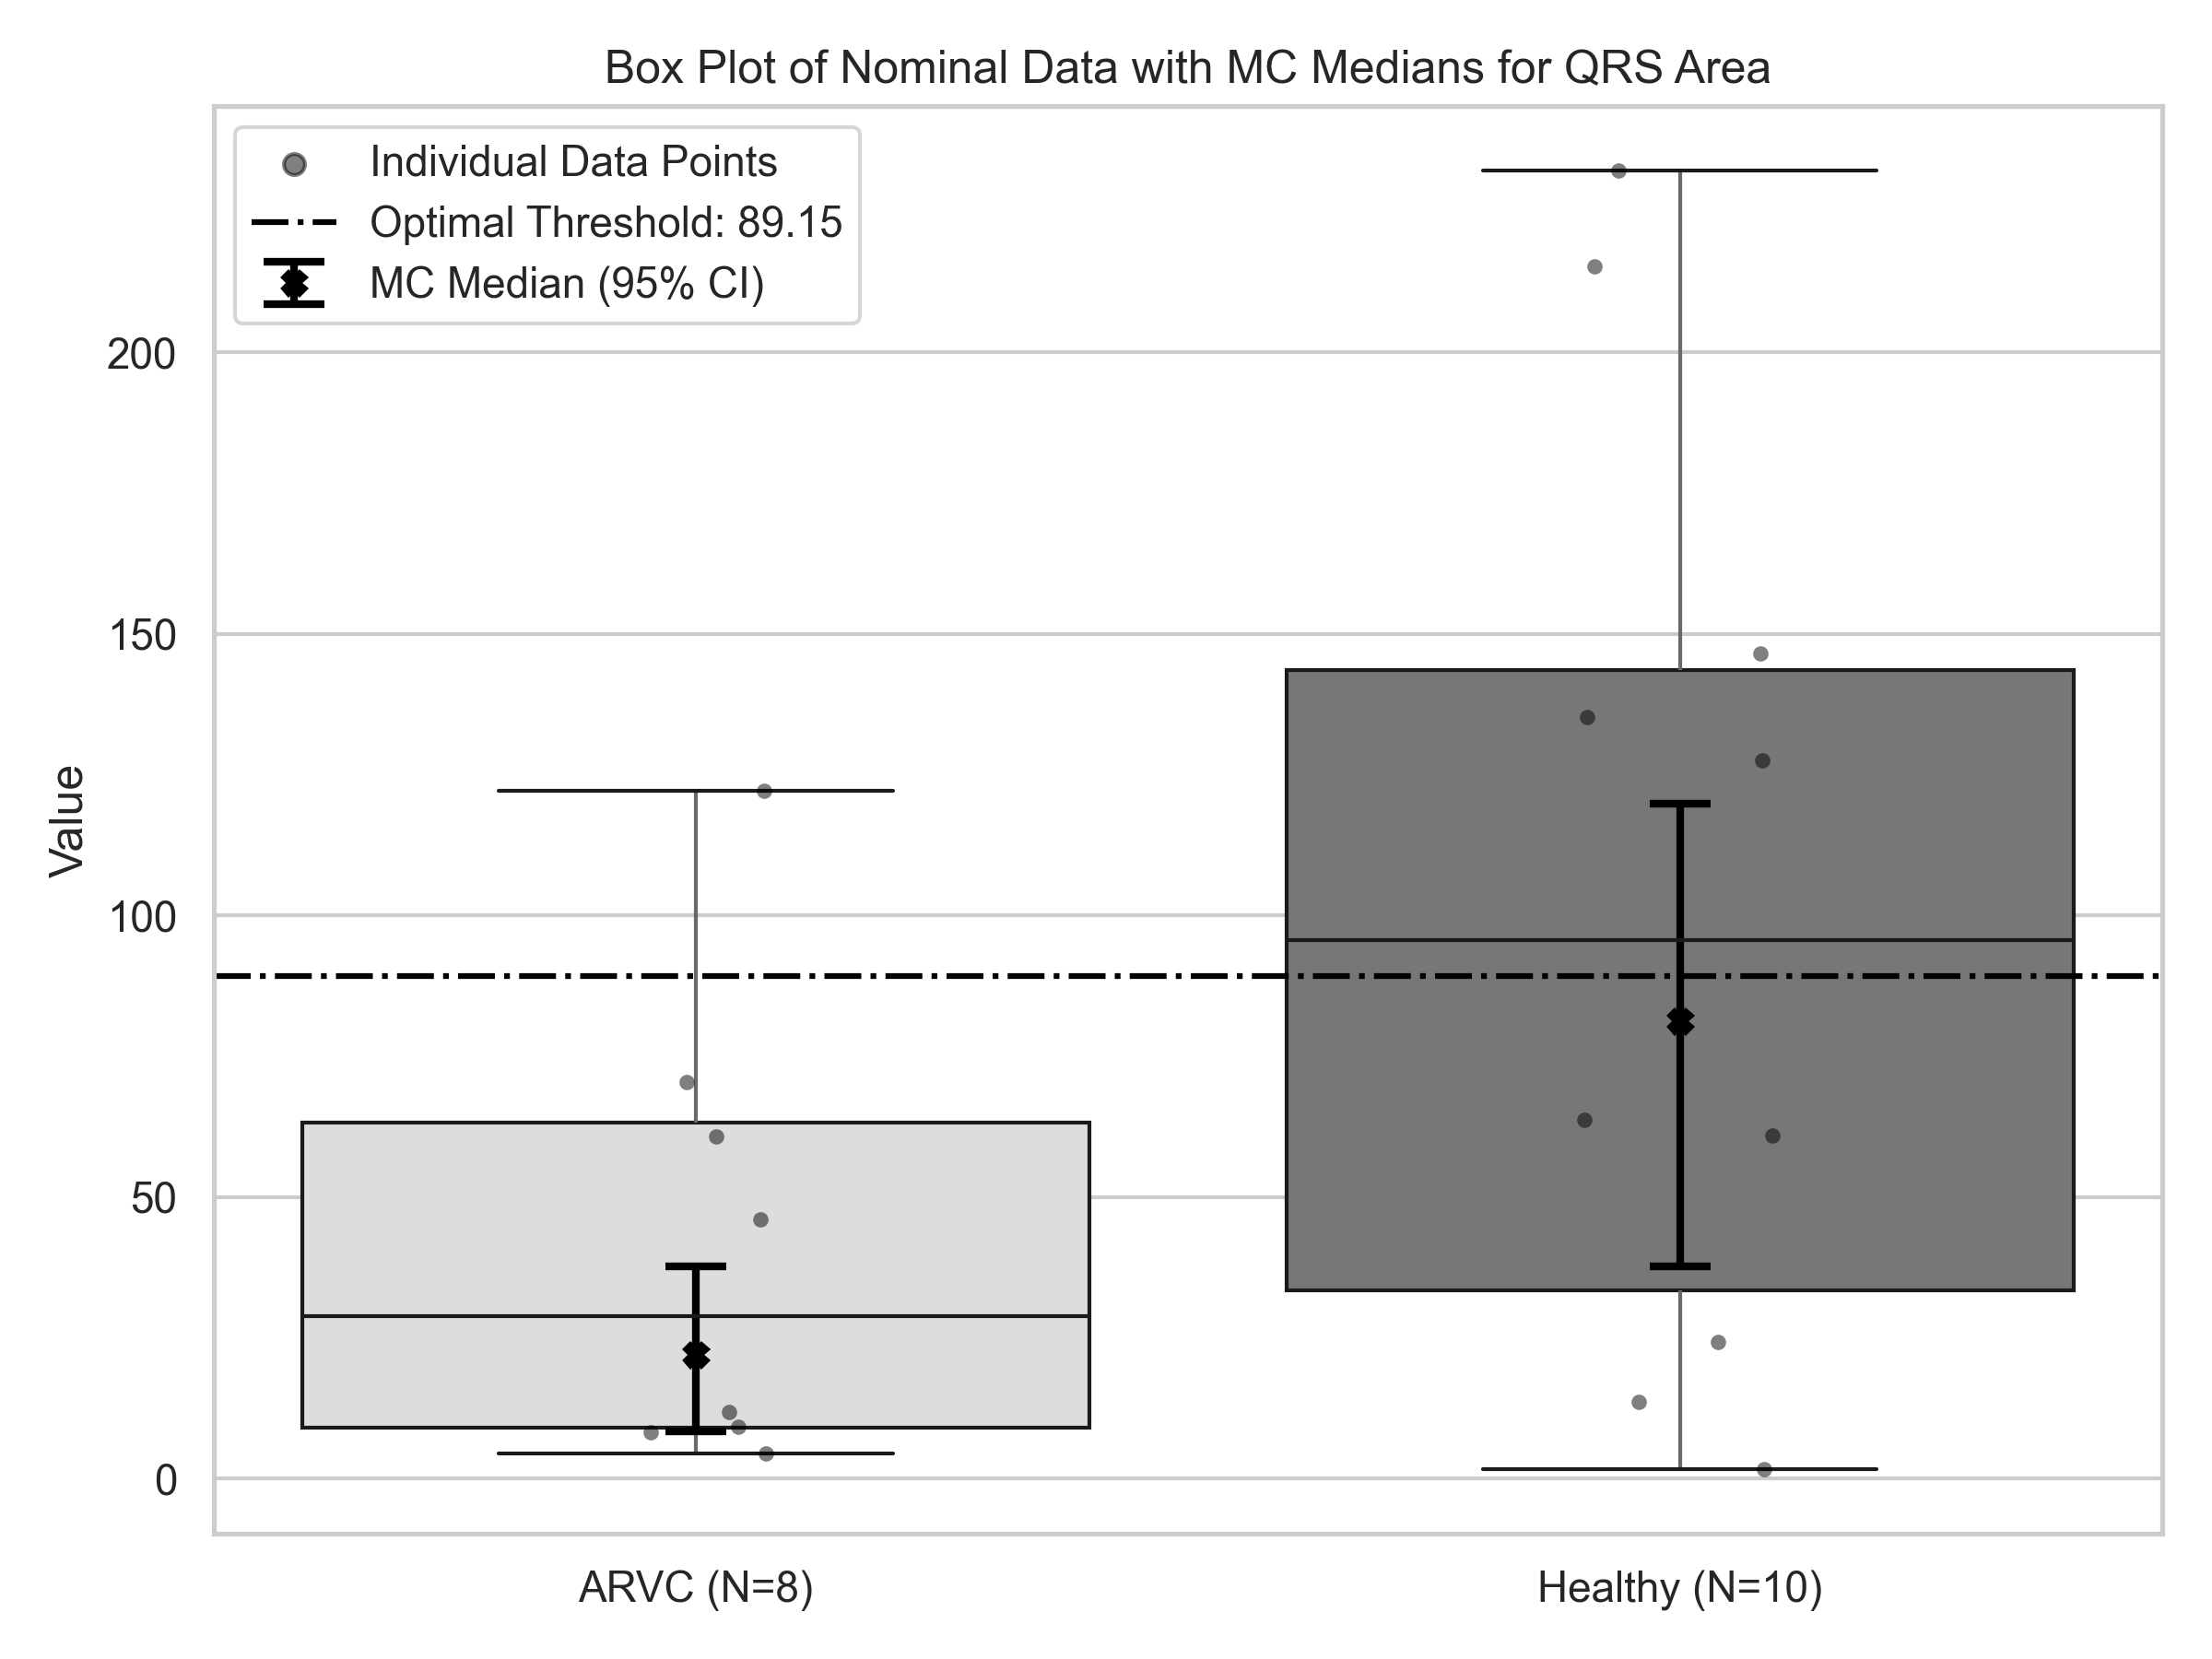 Box Plot of Nominal Data with MC Medians for QRS Area
Individual Data Points
Optimal Threshold: 89.15
MC Median (95% CI)
200
150
100
50
0
Value
ARVC (N=8)
Healthy (N=10)